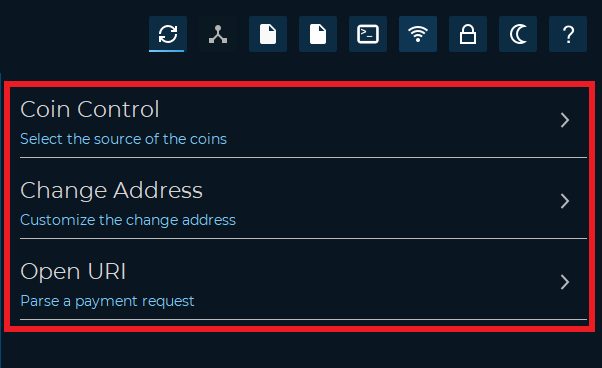 Coin Control
Select the source of the coins
Change Address
Customize the change address
Open URI
Parse a payment request